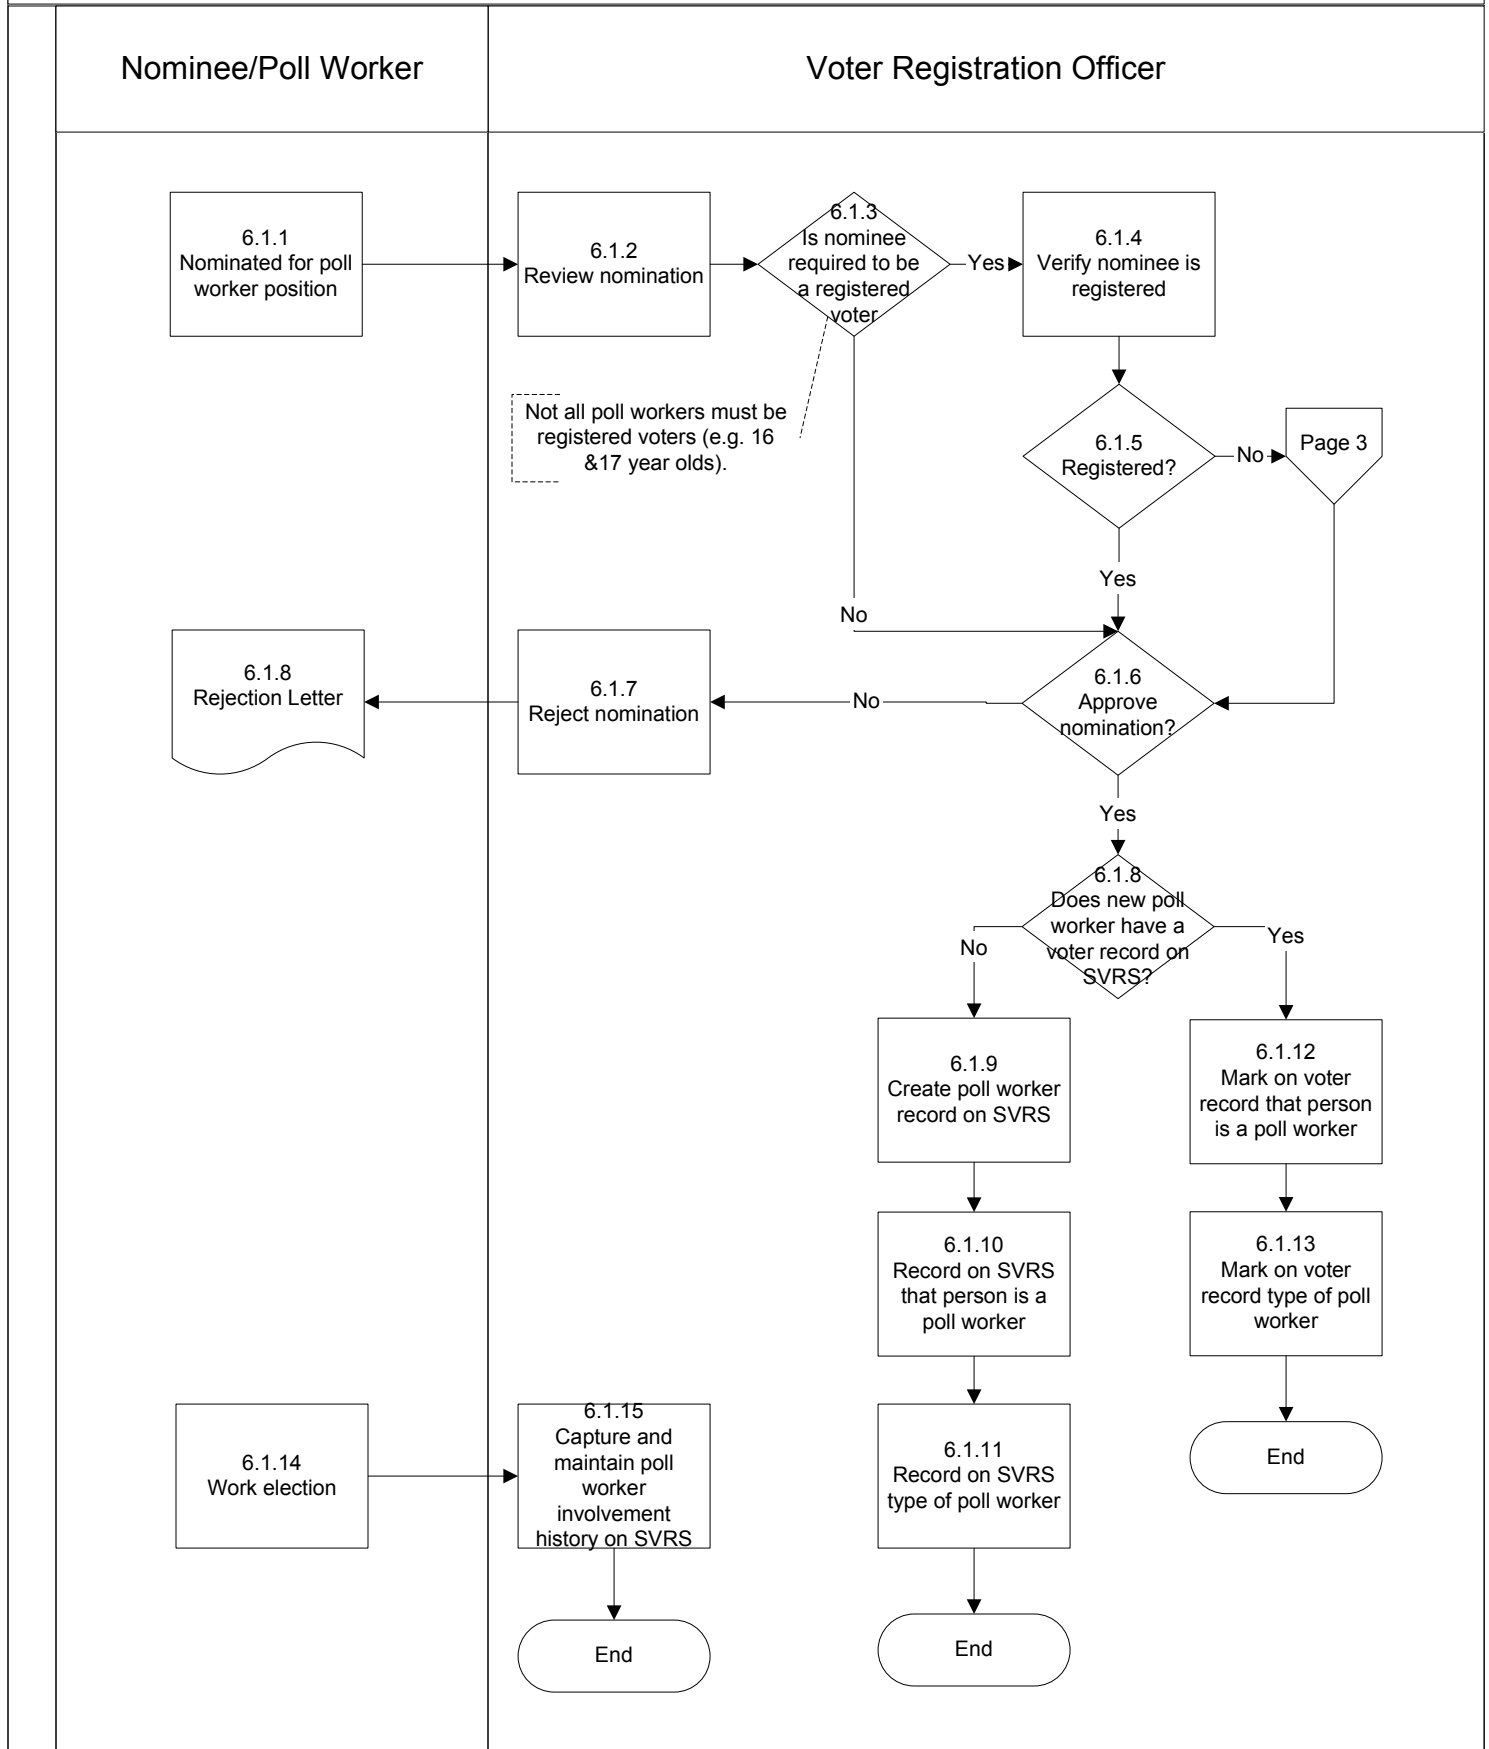 Nominee/Poll Worker
Voter Registration Officer
6.1.1
Nominated for poll
worker position
6.1.2
Review nomination
6.1.3
Is nominee
required to be
a registered
voter
Yes
6.1.4
Verify nominee is
registered
Not all poll workers must be
registered voters (e.g. 16
&17 year olds).
6.1.5
Registered?
No
Page 3
Yes
No
6.1.8
Rejection Letter
6.1.7
Reject nomination
No
6.1.6
Approve
nomination?
Yes
6.1.8
Does new poll
worker have a
voter record on
SVRS?
No
Yes
6.1.9
Create poll worker
record on SVRS
6.1.12
Mark on voter
record that person
is a poll worker
6.1.10
Record on SVRS
that person is a
poll worker
6.1.13
Mark on voter
record type of poll
worker
6.1.14
Work election
6.1.15
Capture and
maintain poll
worker
involvement
history on SVRS
6.1.11
Record on SVRS
type of poll worker
End
End
End